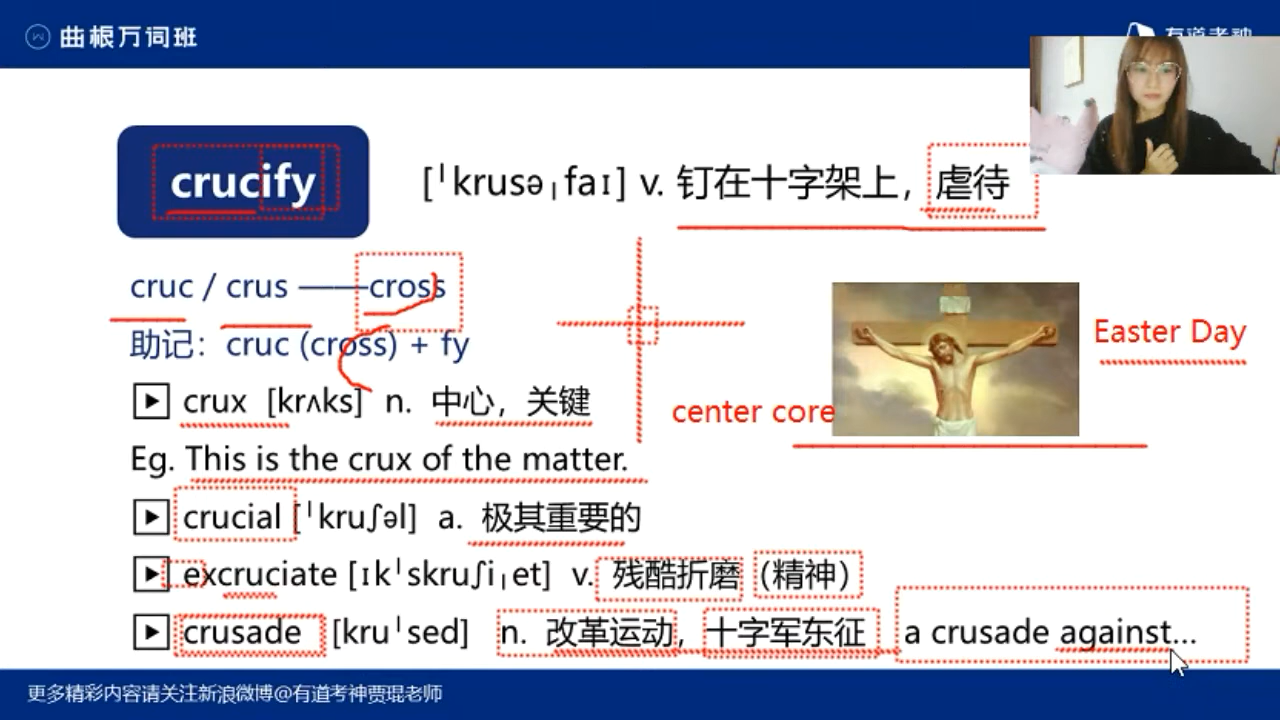 曲根万词班
有道考神
crucify
[ˈkrusəˌfaɪ] v. 钉在十字架上，虐待
cruc / crus ——cross
助记：cruc (cross) + fy
Easter Day
crux [krʌks] n. 中心，关键
center core
Eg. This is the crux of the matter.
crucial [ˈkruʃəl] a. 极其重要的
excruciate [ɪkˈskruʃiˌet] v. 残酷折磨（精神）
crusade [kruˈsed] n. 改革运动，十字军东征 a crusade against...
更多精彩内容请关注新浪微博@有道考神贾琨老师